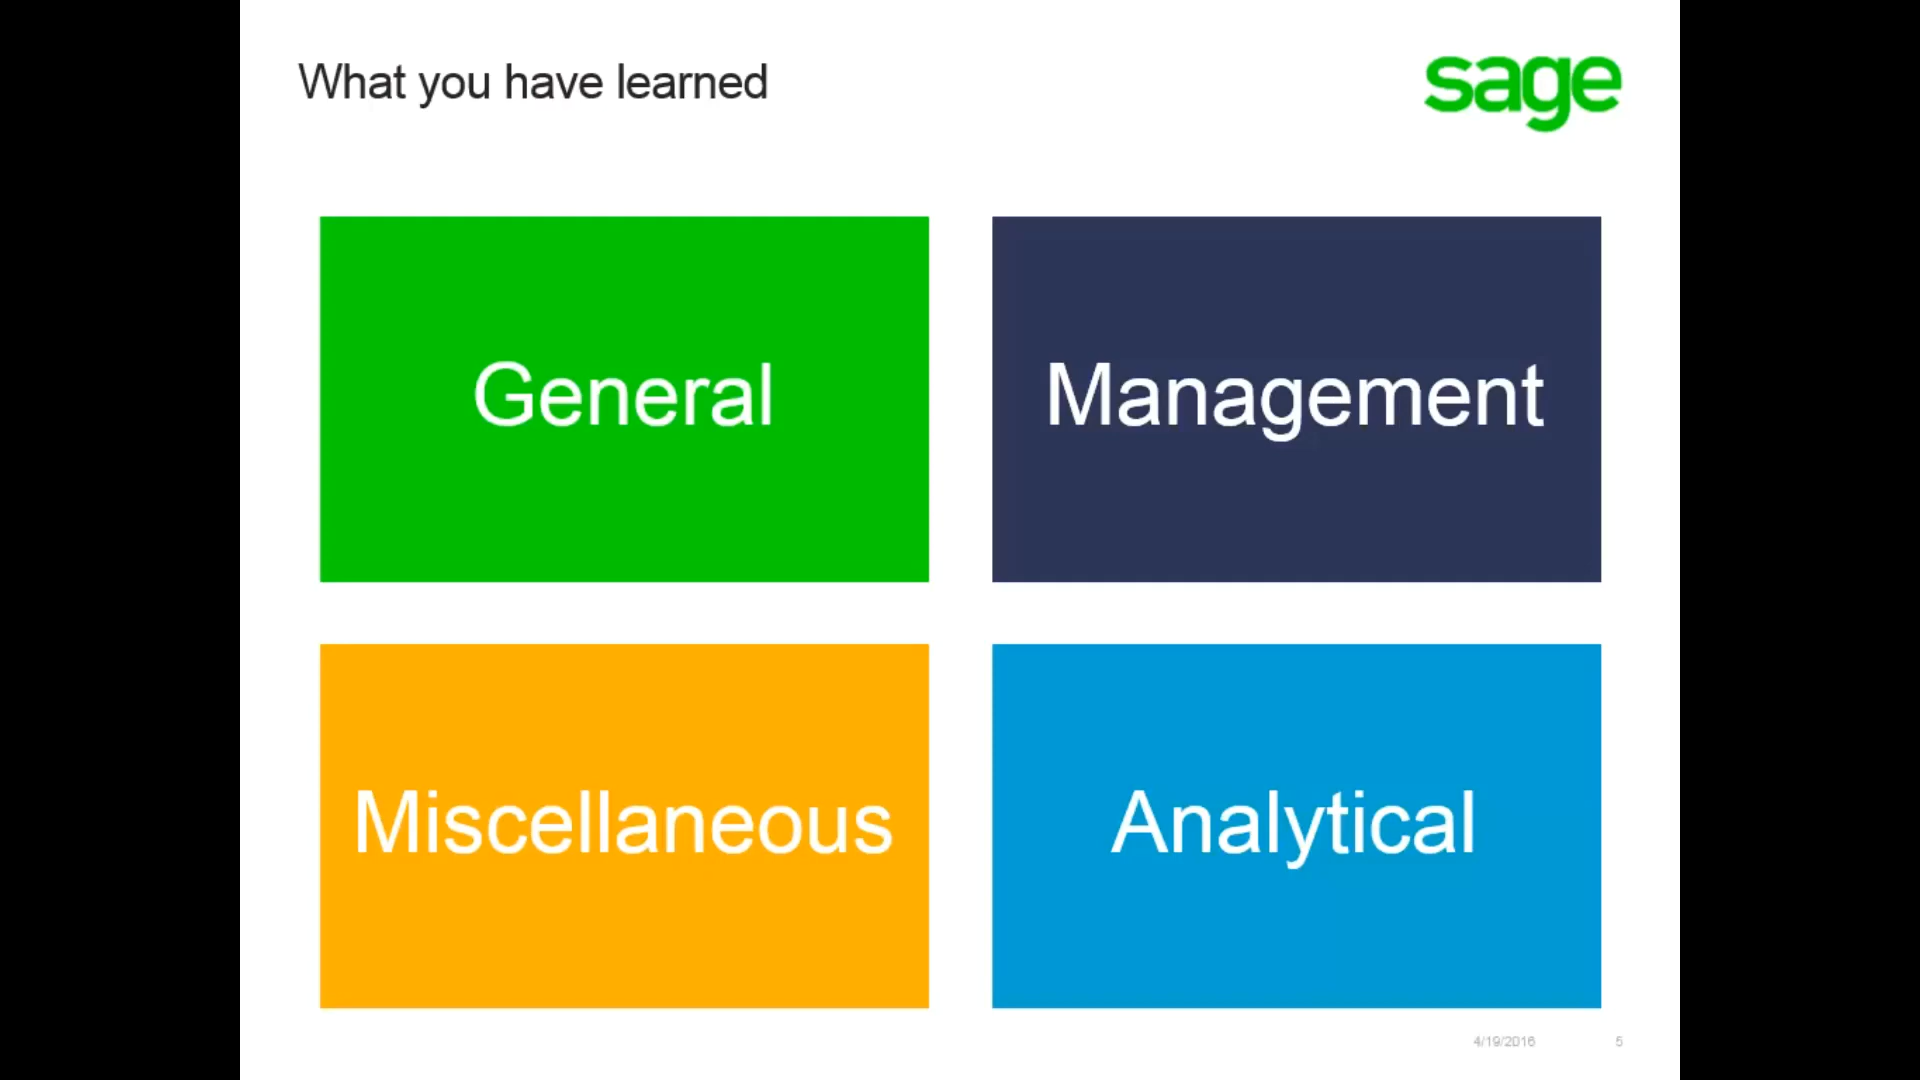 What you have learned
sage
General
Management
Miscellaneous
Analytical
4/19/2016
5